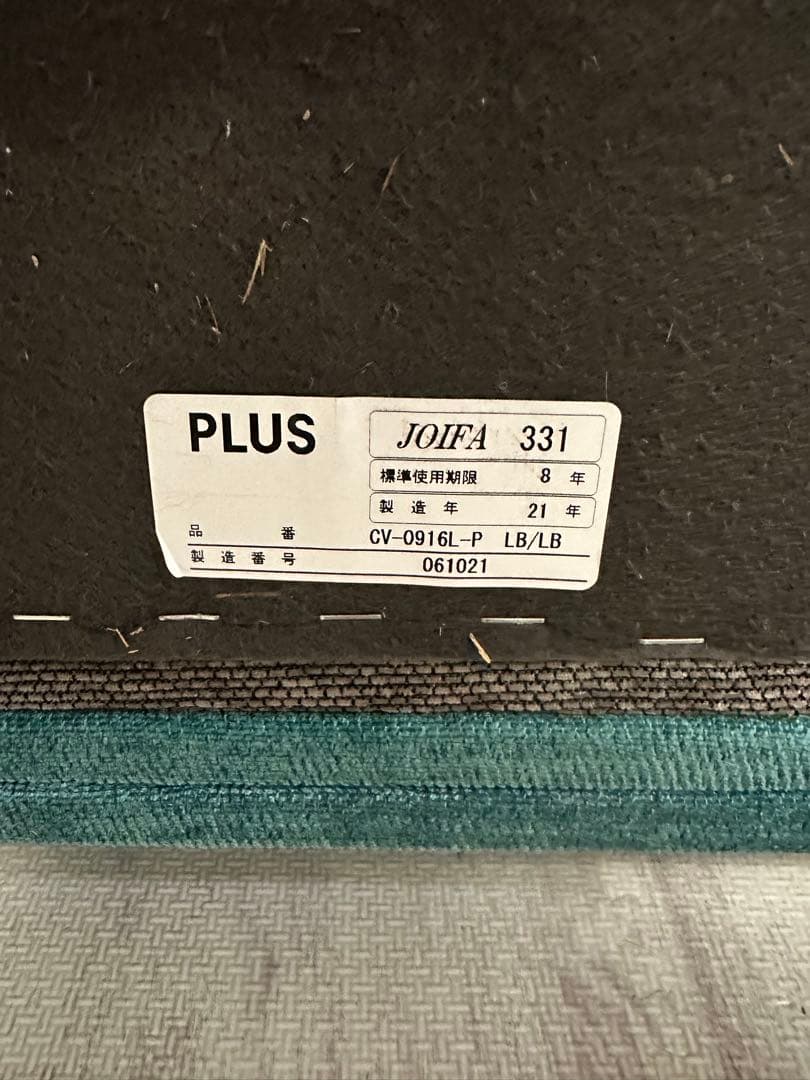 PLUS
JOIFA 331
標準使用期限 8 年
製造年 21 年
品番 CV-0916L-P LB/LB
製造番号 061021